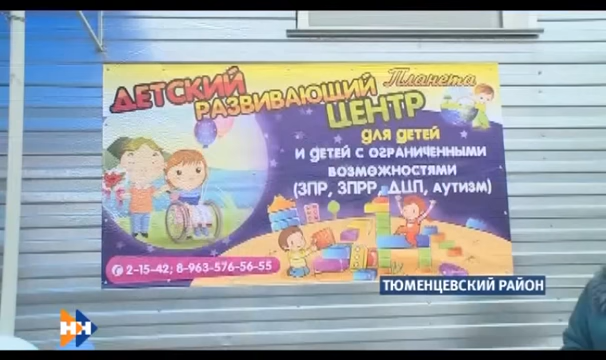 ДЕТСКИЙ
РАЗВИВАЮЩИЙ
ЦЕНТР
Планета
для детей
и детей с ограниченными
возможностями
(ЗПР, ЗПРР, ДЦП, аутизм)
2-15-42; 8-963-576-56-55
ТЮМЕНЦЕВСКИЙ РАЙОН
НН